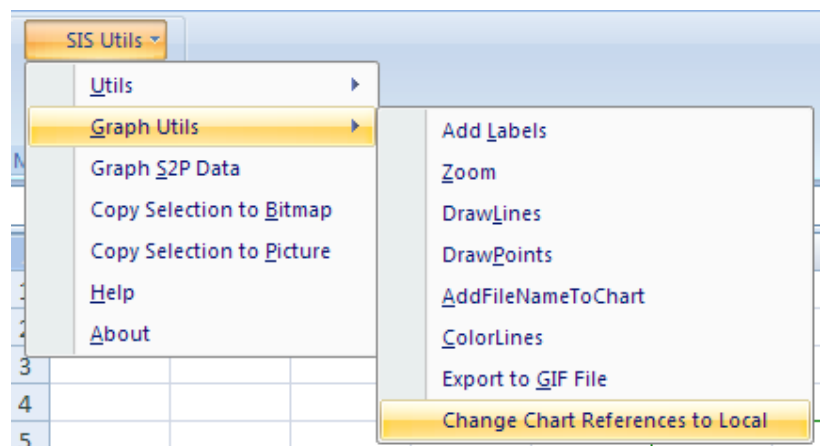 SIS Utils
Utils
Graph Utils
Graph S2P Data
Copy Selection to Bitmap
Copy Selection to Picture
Help
About
Add Labels
Zoom
DrawLines
DrawPoints
AddFileNameToChart
ColorLines
Export to GIF File
Change Chart References to Local
3
4
5